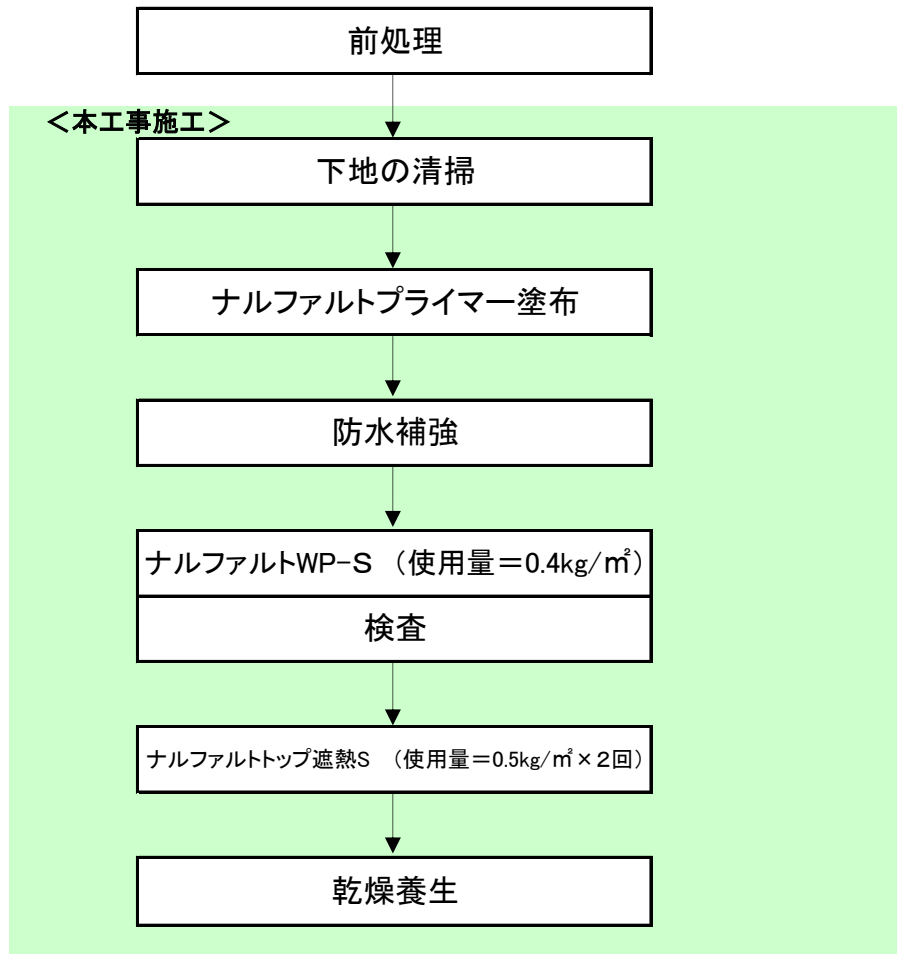 前処理
＜本工事施工＞
下地の清掃
ナルファルトプライマー塗布
防水補強
ナルファルトWP-S （使用量＝0.4kg/㎡）
検査
ナルファルトトップ遮熱S （使用量＝0.5kg/㎡×２回）
乾燥養生